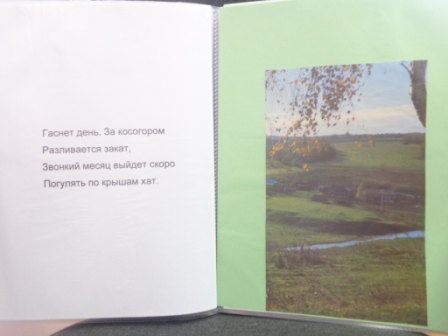 Гаснет день. За косогором
Разливается закат,
Звонкий месяц выйдет скоро
Погулять по крышам хат.